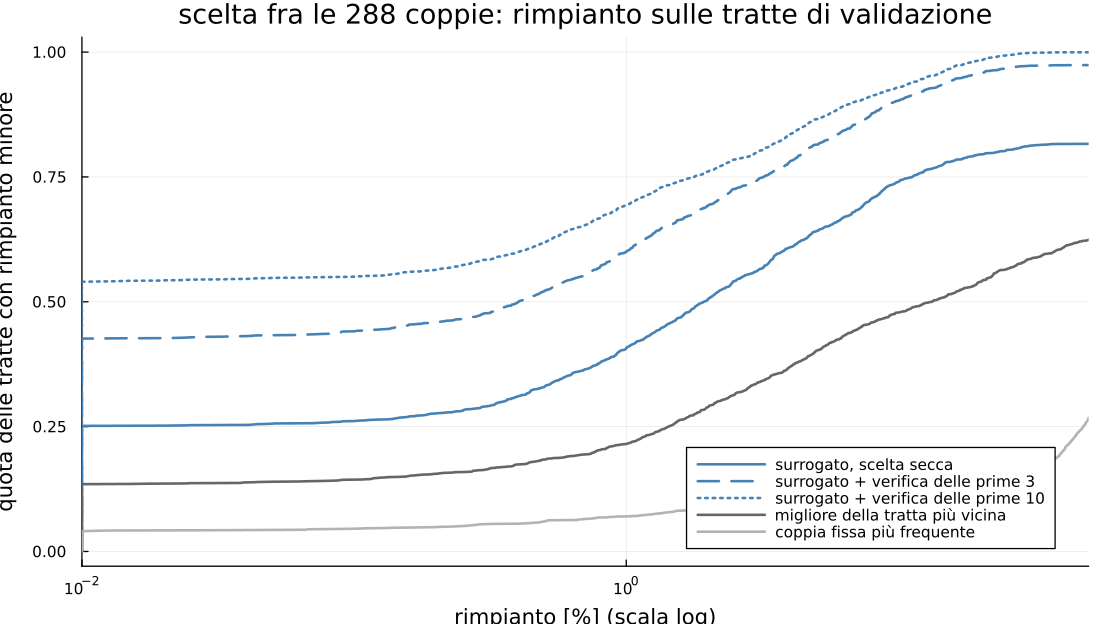 scelta fra le 288 coppie: rimpianto sulle tratte di validazione
quota delle tratte con rimpianto minore
1.00
0.75
0.50
0.25
0.00
surrogato, scelta secca
surrogato + verifica delle prime 3
surrogato + verifica delle prime 10
migliore della tratta più vicina
coppia fissa più frequente
10⁻² 10⁰
rimpianto [%] (scala log)